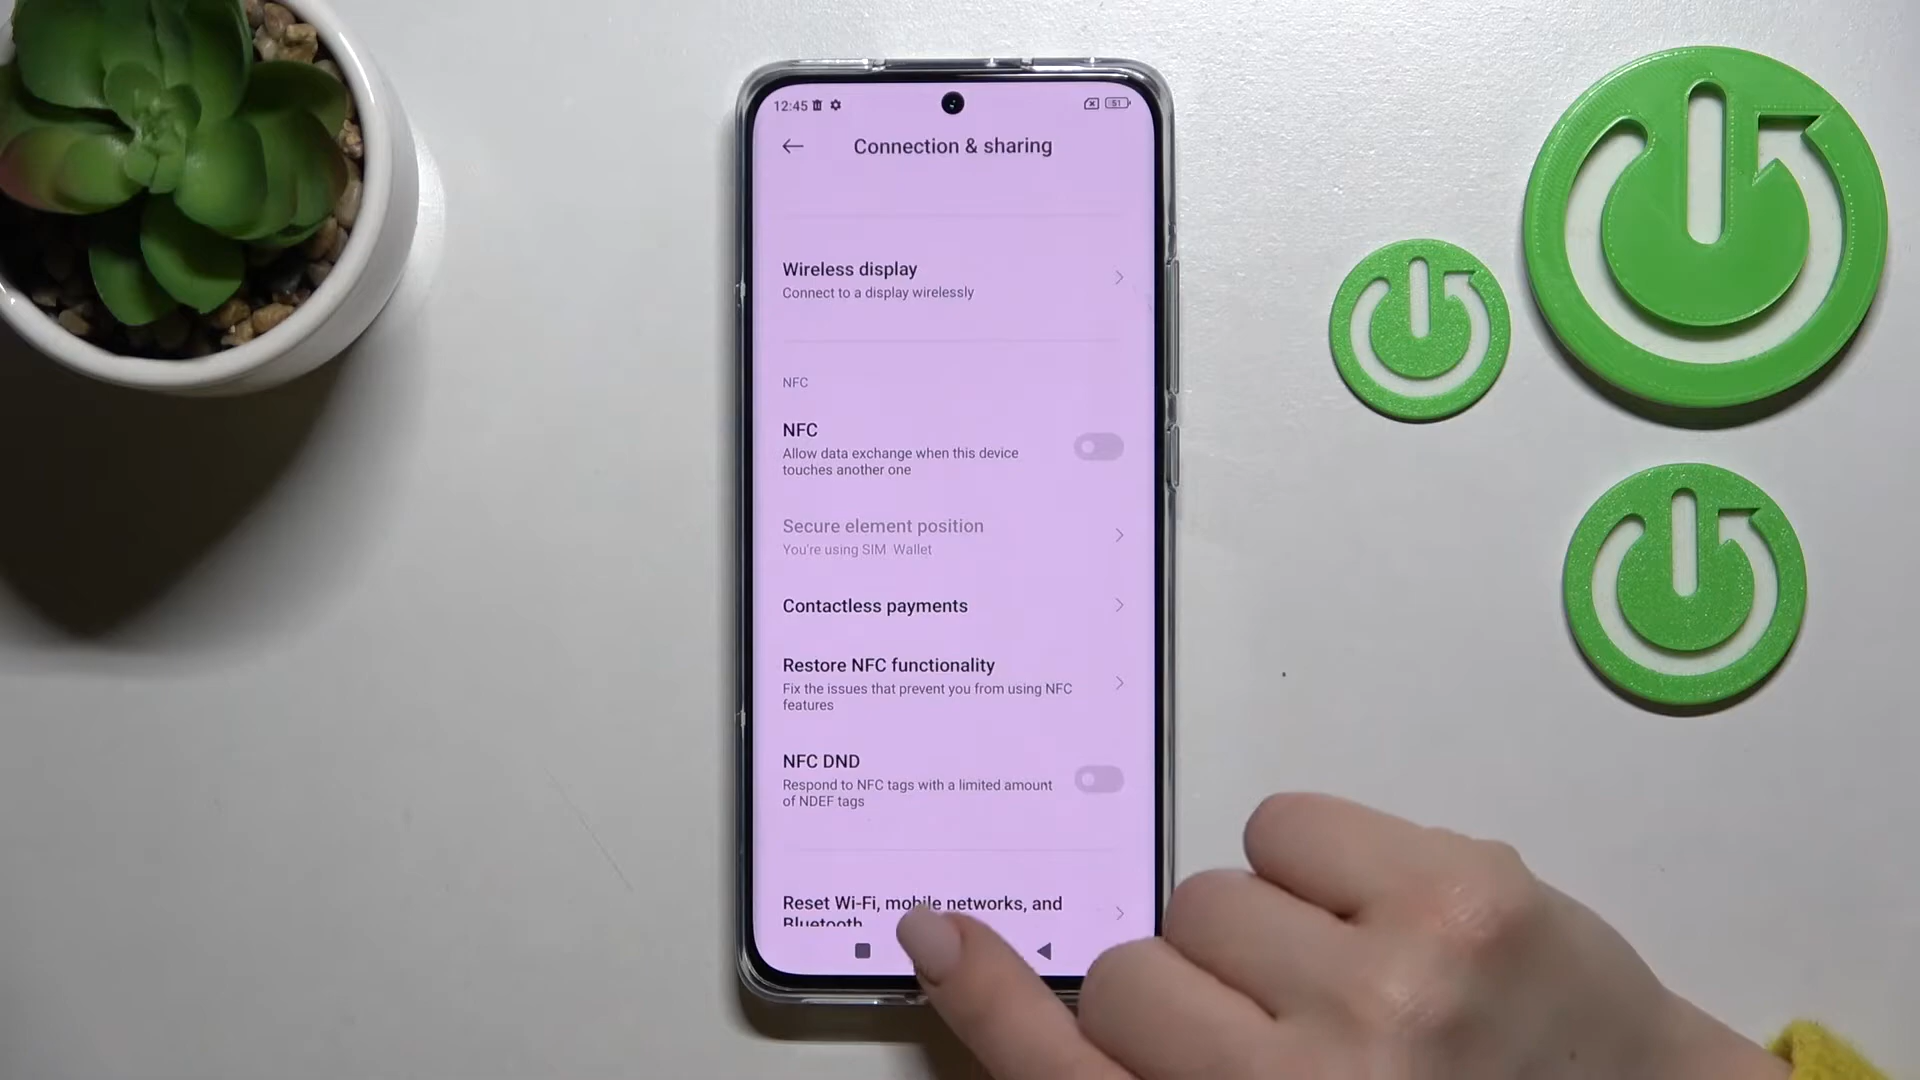 12:45
51
Connection & sharing
Wireless display
Connect to a display wirelessly
NFC
NFC
Allow data exchange when this device
touches another one
Secure element position
You're using SIM Wallet
Contactless payments
Restore NFC functionality
Fix the issues that prevent you from using NFC
features
NFC DND
Respond to NFC tags with a limited amount
of NDEF tags
Reset Wi-Fi, mobile networks, and
Bluetooth